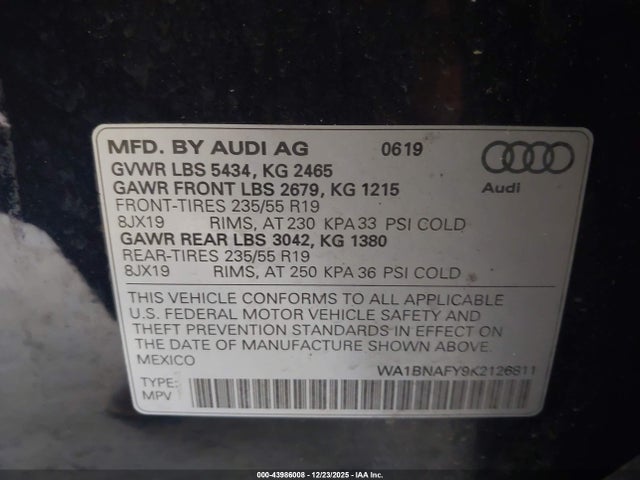 MFD. BY AUDI AG 0619
GVWR LBS 5434, KG 2465
GAWR FRONT LBS 2679, KG 1215
FRONT-TIRES 235/55 R19
8JX19 RIMS, AT 230 KPA 33 PSI COLD
GAWR REAR LBS 3042, KG 1380
REAR-TIRES 235/55 R19
8JX19 RIMS, AT 250 KPA 36 PSI COLD
Audi
THIS VEHICLE CONFORMS TO ALL APPLICABLE
U.S. FEDERAL MOTOR VEHICLE SAFETY AND
THEFT PREVENTION STANDARDS IN EFFECT ON
THE DATE OF MANUFACTURE SHOWN ABOVE.
MEXICO
WA1BNAFY9K2126811
TYPE:
MPV
000-43986008 - 12/23/2025 - IAA Inc.